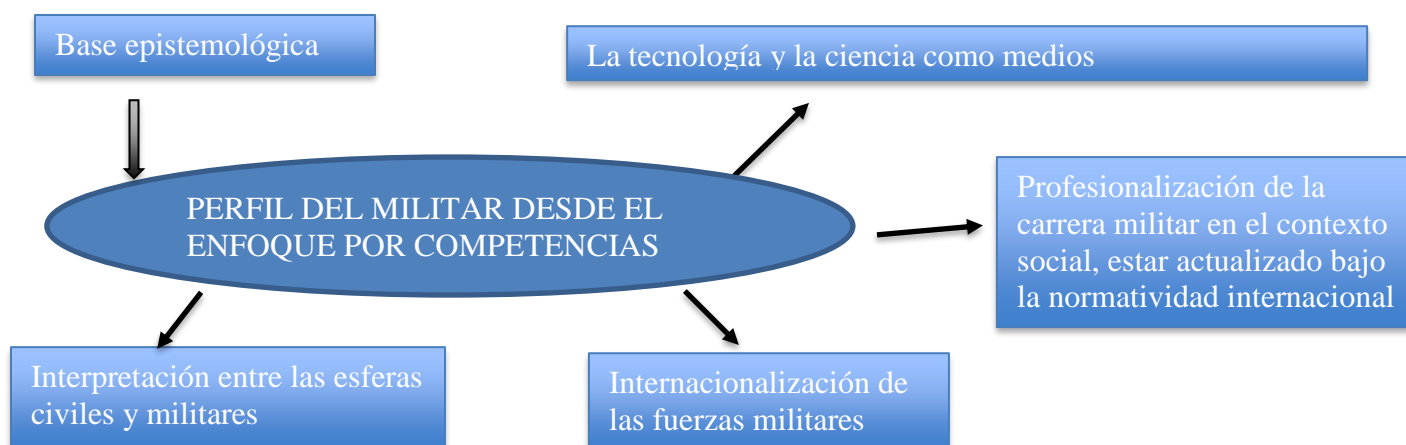 Base epistemológica
La tecnología y la ciencia como medios
PERFIL DEL MILITAR DESDE EL
ENFOQUE POR COMPETENCIAS
Profesionalización de la
carrera militar en el contexto
social, estar actualizado bajo
la normatividad internacional
Interpretación entre las esferas
civiles y militares
Internacionalización de
las fuerzas militares